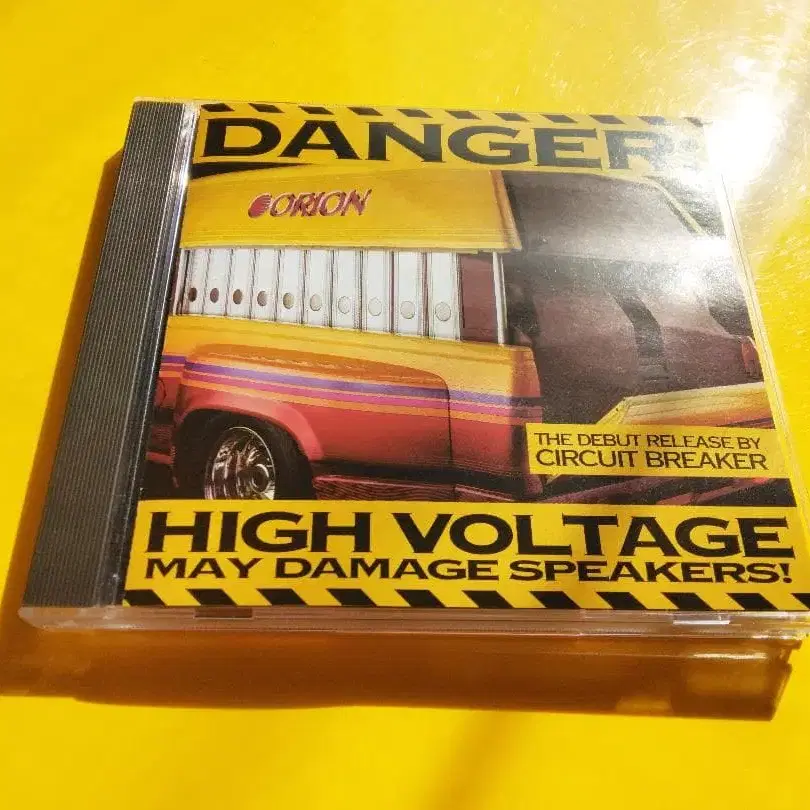 DANGER:
ORION
THE DEBUT RELEASE BY
CIRCUIT BREAKER
HIGH VOLTAGE
MAY DAMAGE SPEAKERS!